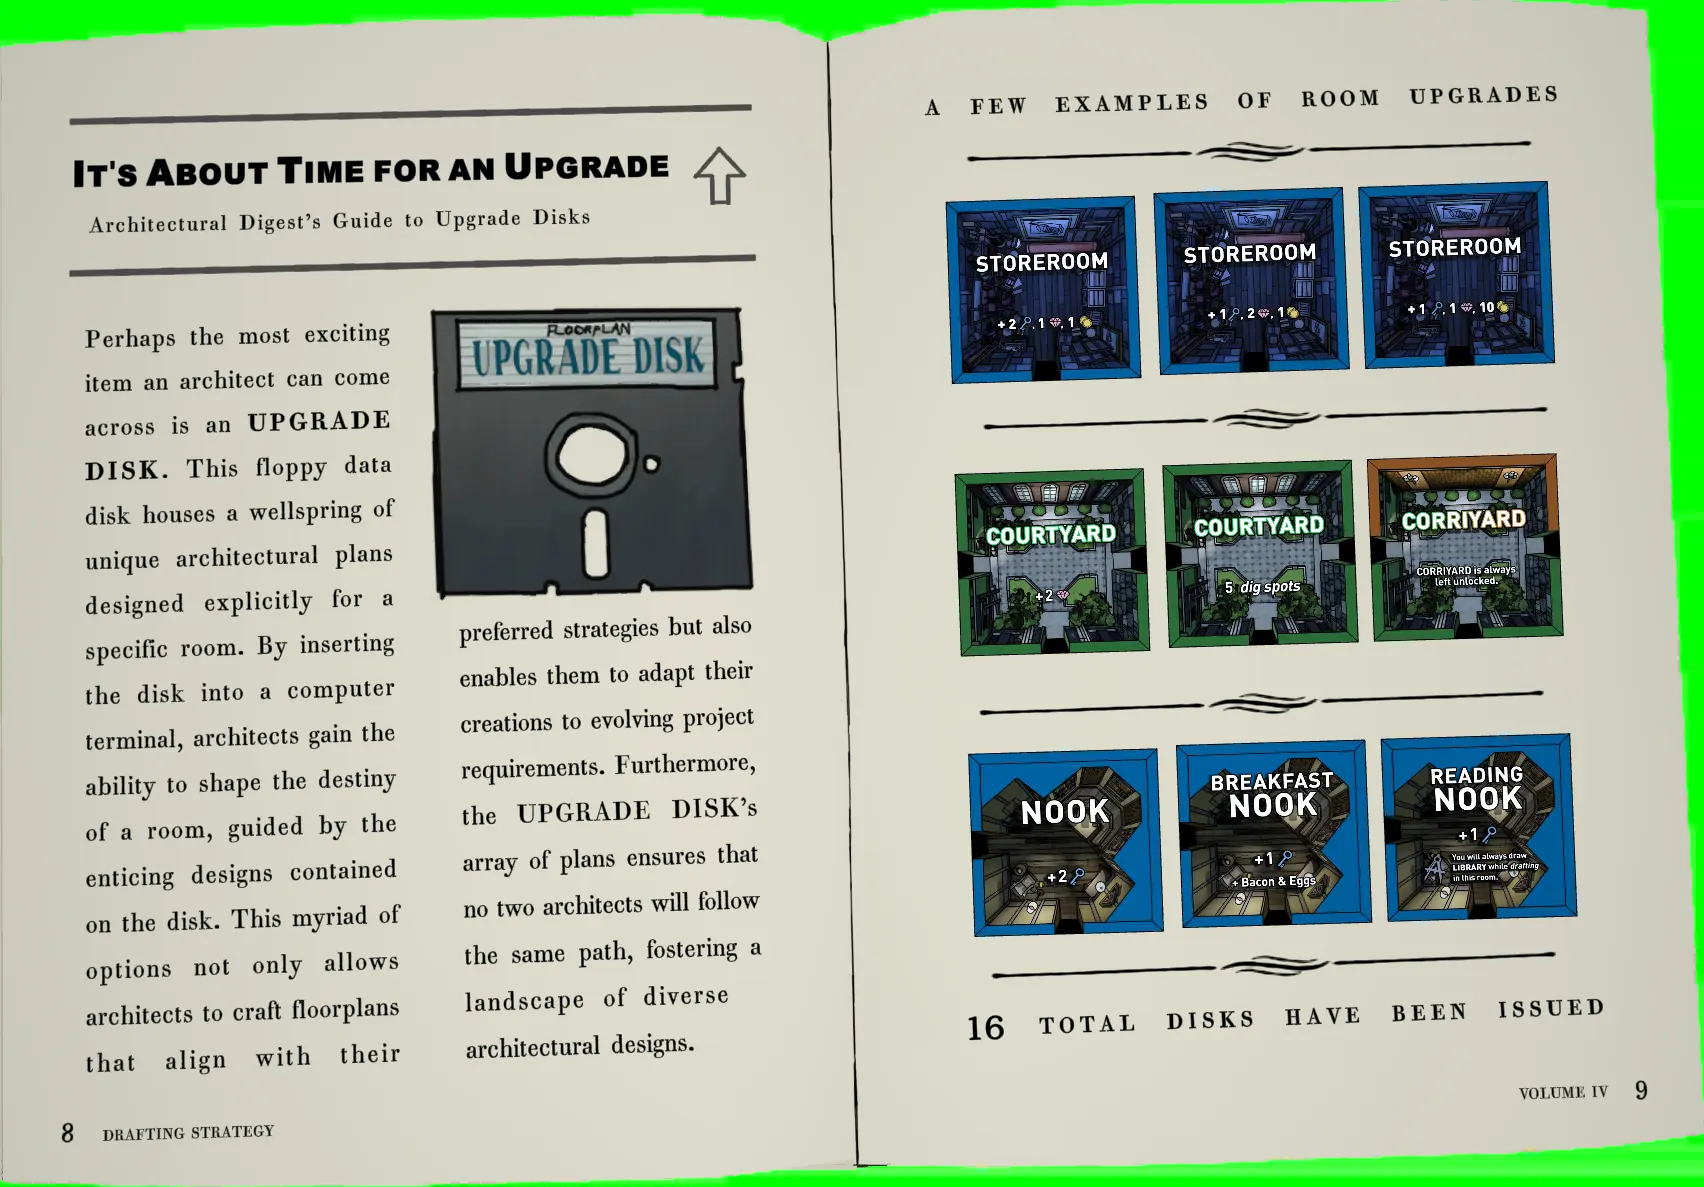 IT'S ABOUT TIME FOR AN UPGRADE
Architectural Digest's Guide to Upgrade Disks
Perhaps the most exciting
item an architect can come
across is an UPGRADE
DISK. This floppy data
disk houses a wellspring of
unique architectural plans
designed explicitly for a
specific room. By inserting
the disk into a computer
terminal, architects gain the
ability to shape the destiny
of a room, guided by the
enticing designs contained
on the disk. This myriad of
options not only allows
architects to craft floorplans
that align with their
FLOORPLAN
UPGRADE DISK
preferred strategies but also
enables them to adapt their
creations to evolving project
requirements. Furthermore,
the UPGRADE DISK's
array of plans ensures that
no two architects will follow
the same path, fostering a
landscape of diverse
architectural designs.
8 DRAFTING STRATEGY
A FEW EXAMPLES OF ROOM UPGRADES
STOREROOM
+2, 1, 1
STOREROOM
+1, 2, 1
STOREROOM
+1, 1, 10
COURTYARD
+2
COURTYARD
5 dig spots
CORRIYARD
CORRIYARD is always
left unlocked.
NOOK
+2
BREAKFAST
NOOK
+1
+ Bacon & Eggs
READING
NOOK
+1
You will always draw
LIBRARY while drafting
in this room.
16 TOTAL DISKS HAVE BEEN ISSUED
VOLUME IV 9